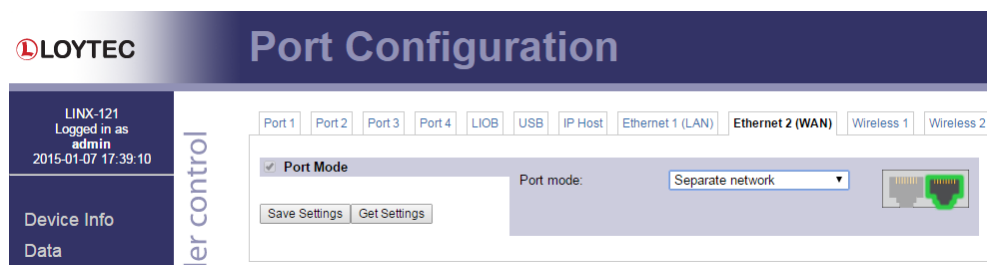 LOYTEC
Port Configuration
LINX-121
Logged in as
admin
2015-01-07 17:39:10
Device Info
Data
Port 1 Port 2 Port 3 Port 4 LIOB USB IP Host Ethernet 1 (LAN) Ethernet 2 (WAN) Wireless 1 Wireless 2
Port Mode
Port mode: Separate network
Save Settings Get Settings
control